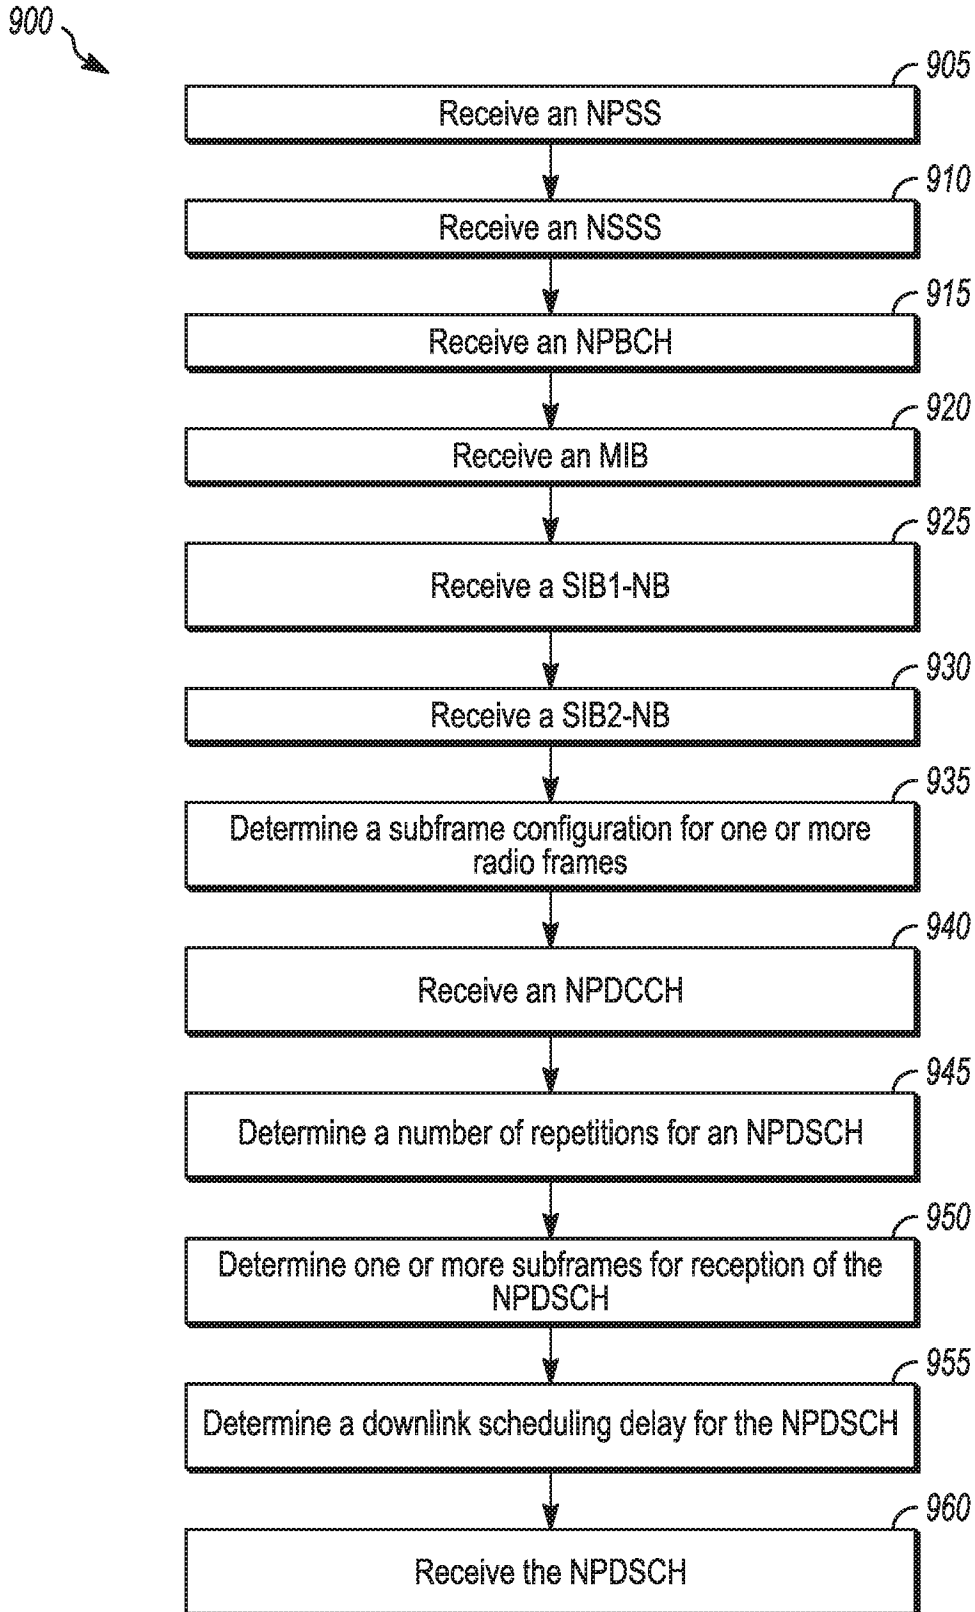 900
905
Receive an NPSS
910
Receive an NSSS
915
Receive an NPBCH
920
Receive an MIB
925
Receive a SIB1-NB
930
Receive a SIB2-NB
935
Determine a subframe configuration for one or more
radio frames
940
Receive an NPDCCH
945
Determine a number of repetitions for an NPDSCH
950
Determine one or more subframes for reception of the
NPDSCH
955
Determine a downlink scheduling delay for the NPDSCH
960
Receive the NPDSCH